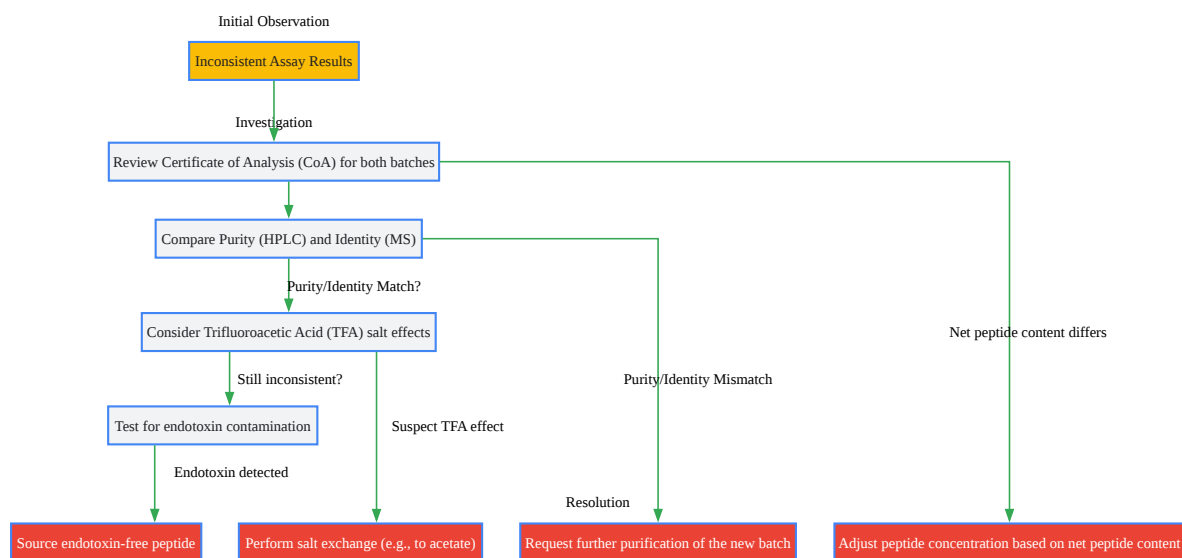 Initial Observation
Inconsistent Assay Results
Investigation
Review Certificate of Analysis (CoA) for both batches
Compare Purity (HPLC) and Identity (MS)
Purity/Identity Match?
Consider Trifluoroacetic Acid (TFA) salt effects
Net peptide content differs
Still inconsistent?
Purity/Identity Mismatch
Test for endotoxin contamination
Suspect TFA effect
Endotoxin detected
Resolution
Source endotoxin-free peptide
Perform salt exchange (e.g., to acetate)
Request further purification of the new batch
Adjust peptide concentration based on net peptide content